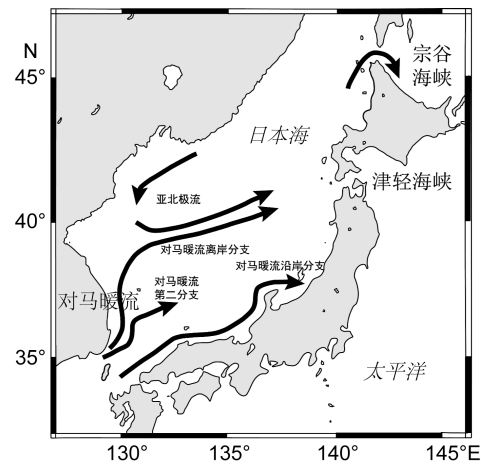 N
宗谷
海峡
45°
日本海
津轻海峡
亚北极流
40°
对马暖流离岸分支
对马暖流沿岸分支
对马暖流
第二分支
对马暖流
35°
太平洋
130°
135°
140°
145°E